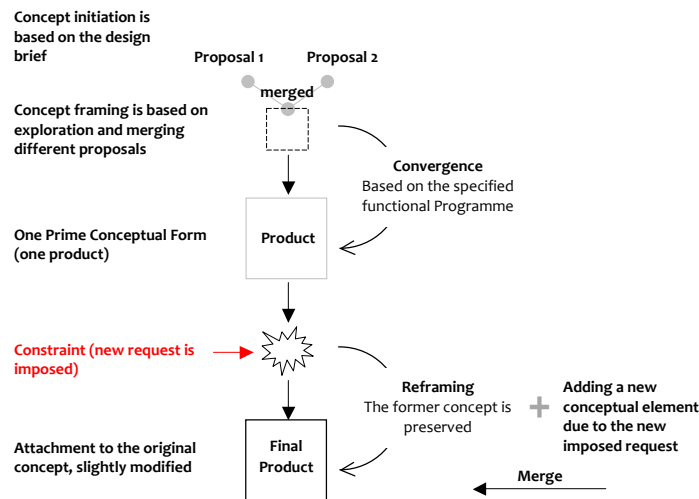 Concept initiation is
based on the design
brief
Proposal 1
Proposal 2
merged
Concept framing is based on
exploration and merging
different proposals
Convergence
Based on the specified
functional Programme
One Prime Conceptual Form
(one product)
Product
Constraint (new request is
imposed)
Reframing
The former concept is
preserved
+
Adding a new
conceptual element
due to the new
imposed request
Attachment to the original
concept, slightly modified
Final
Product
Merge